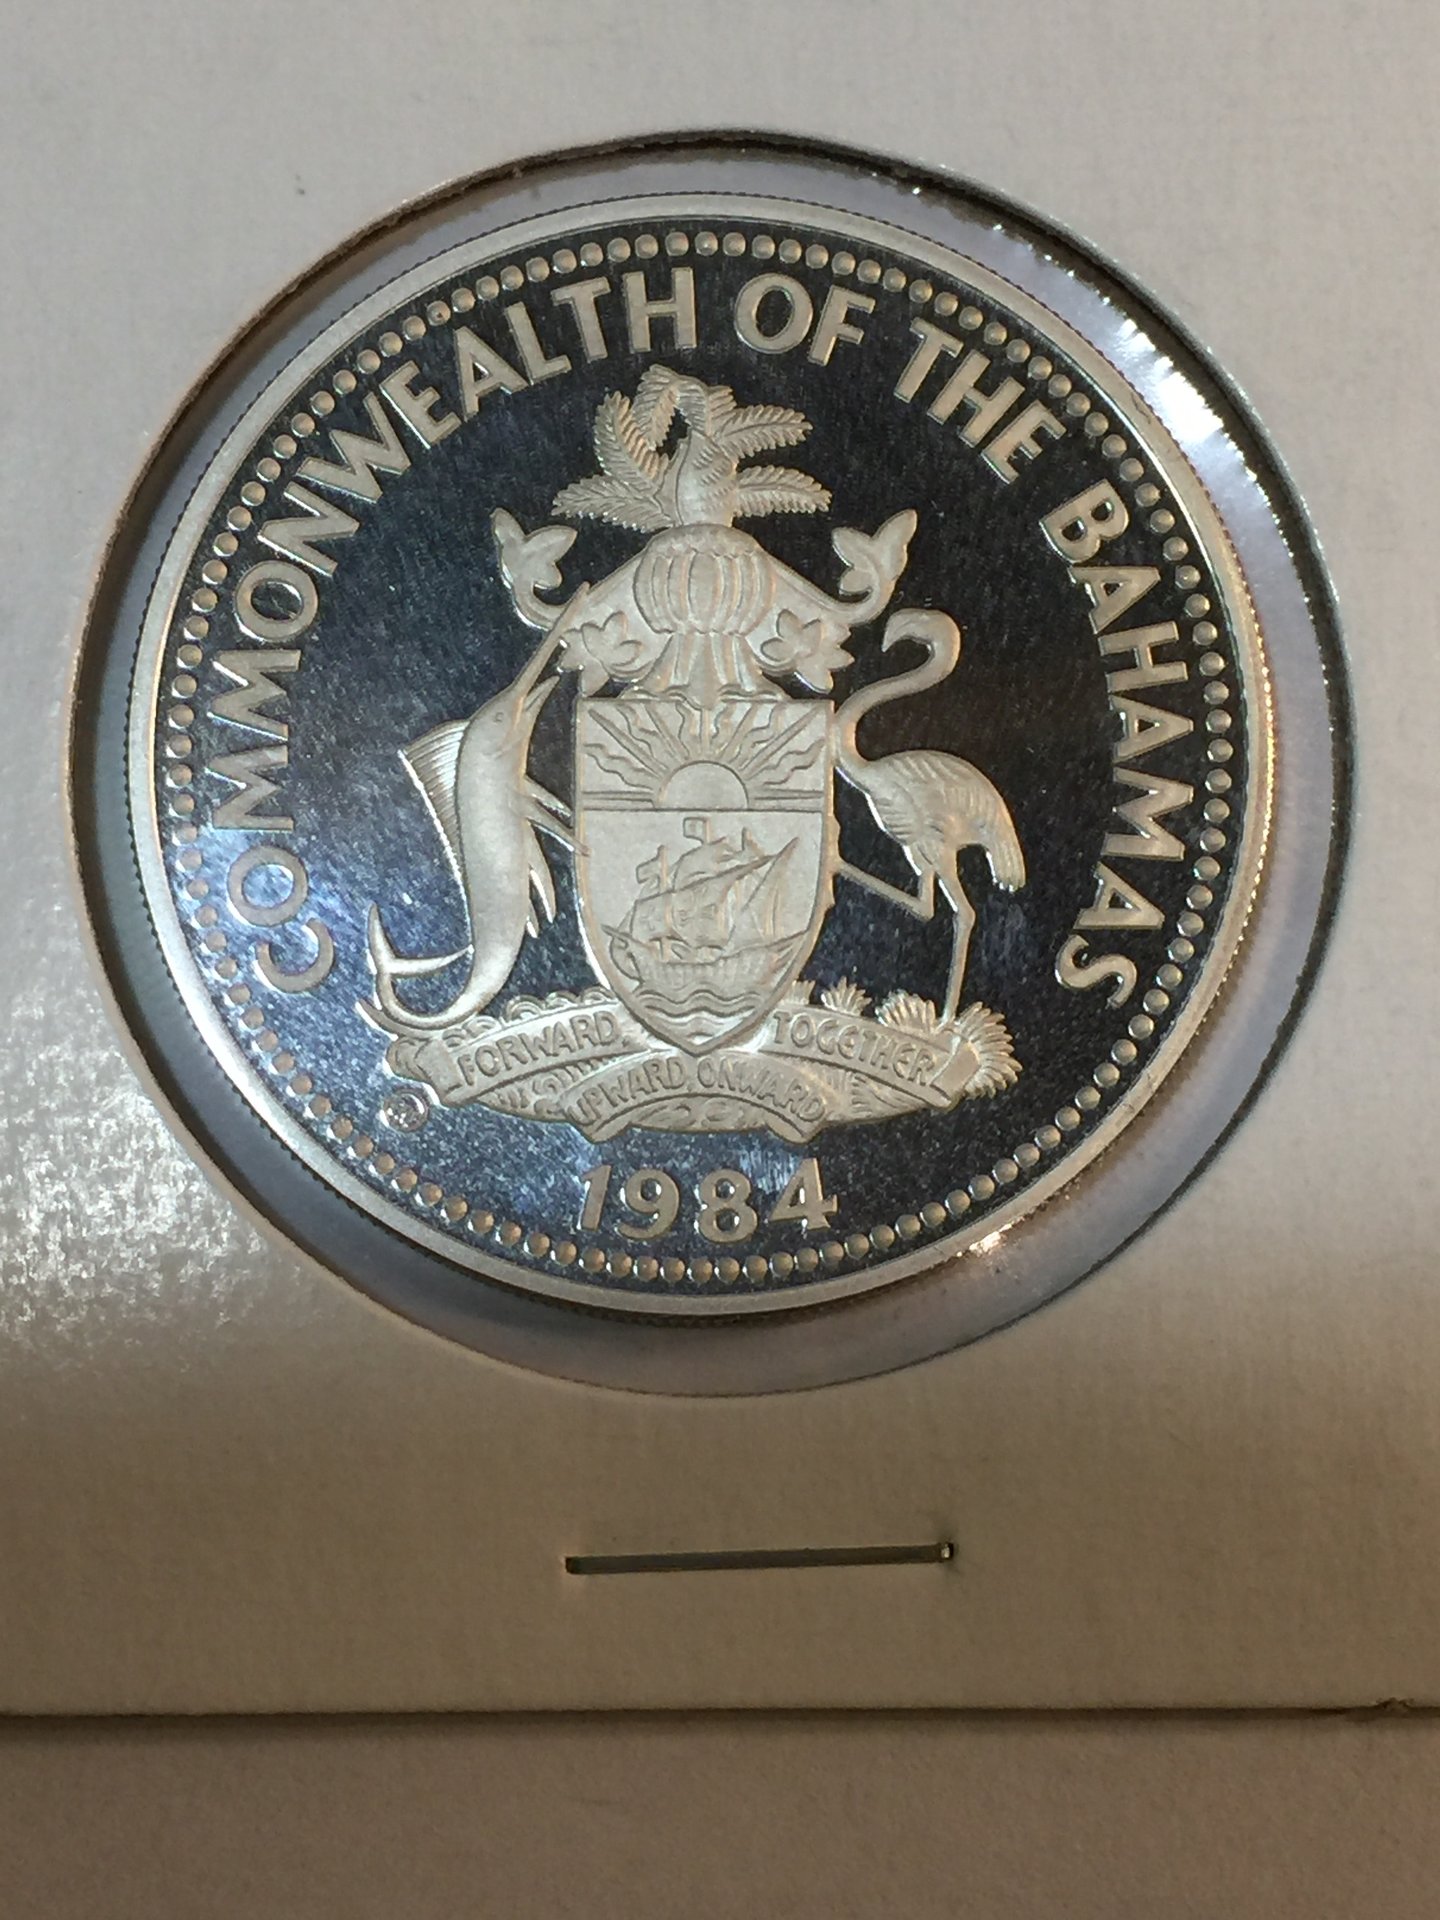 COMMONWEALTH OF THE BAHAMAS
FORWARD, UPWARD, ONWARD TOGETHER
1984